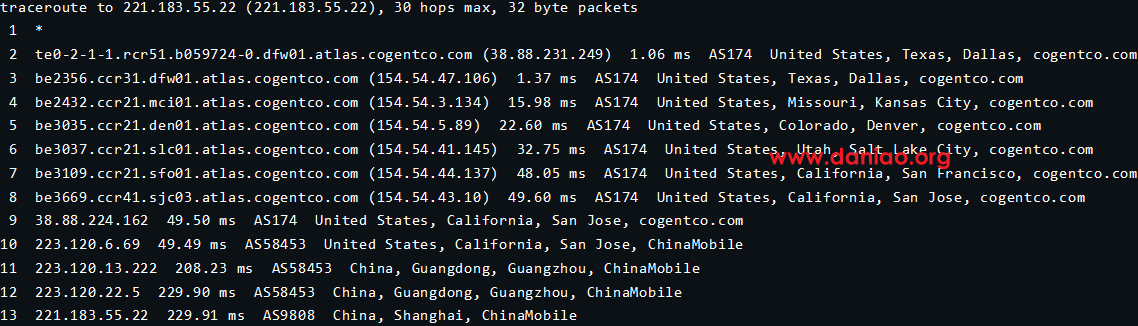 traceroute to 221.183.55.22 (221.183.55.22), 30 hops max, 32 byte packets
1 *
2 te0-2-1-1.rcr51.b059724-0.dfw01.atlas.cogentco.com (38.88.231.249) 1.06 ms AS174 United States, Texas, Dallas, cogentco.com
3 be2356.ccr31.dfw01.atlas.cogentco.com (154.54.47.106) 1.37 ms AS174 United States, Texas, Dallas, cogentco.com
4 be2432.ccr21.mci01.atlas.cogentco.com (154.54.3.134) 15.98 ms AS174 United States, Missouri, Kansas City, cogentco.com
5 be3035.ccr21.den01.atlas.cogentco.com (154.54.5.89) 22.60 ms AS174 United States, Colorado, Denver, cogentco.com
6 be3037.ccr21.slc01.atlas.cogentco.com (154.54.41.145) 32.75 ms AS174 United States, Utah, Salt Lake City, cogentco.com
www.daniao.org
7 be3109.ccr21.sfo01.atlas.cogentco.com (154.54.44.137) 48.05 ms AS174 United States, California, San Francisco, cogentco.com
8 be3669.ccr41.sjc03.atlas.cogentco.com (154.54.43.10) 49.60 ms AS174 United States, California, San Jose, cogentco.com
9 38.88.224.162 49.50 ms AS174 United States, California, San Jose, cogentco.com
10 223.120.6.69 49.49 ms AS58453 United States, California, San Jose, ChinaMobile
11 223.120.13.222 208.23 ms AS58453 China, Guangdong, Guangzhou, ChinaMobile
12 223.120.22.5 229.90 ms AS58453 China, Guangdong, Guangzhou, ChinaMobile
13 221.183.55.22 229.91 ms AS9808 China, Shanghai, ChinaMobile